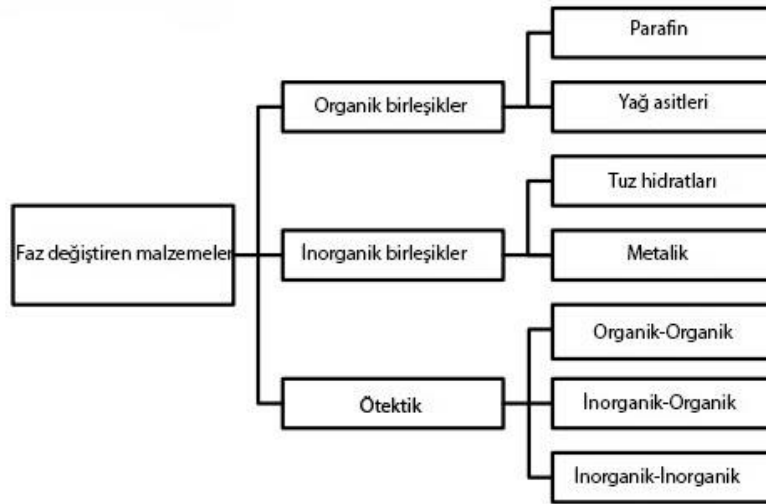 Faz değiştiren malzemeler
Organik birleşikler
Parafin
Yağ asitleri
İnorganik birleşikler
Tuz hidratları
Metalik
Ötektik
Organik-Organik
İnorganik-Organik
İnorganik-İnorganik